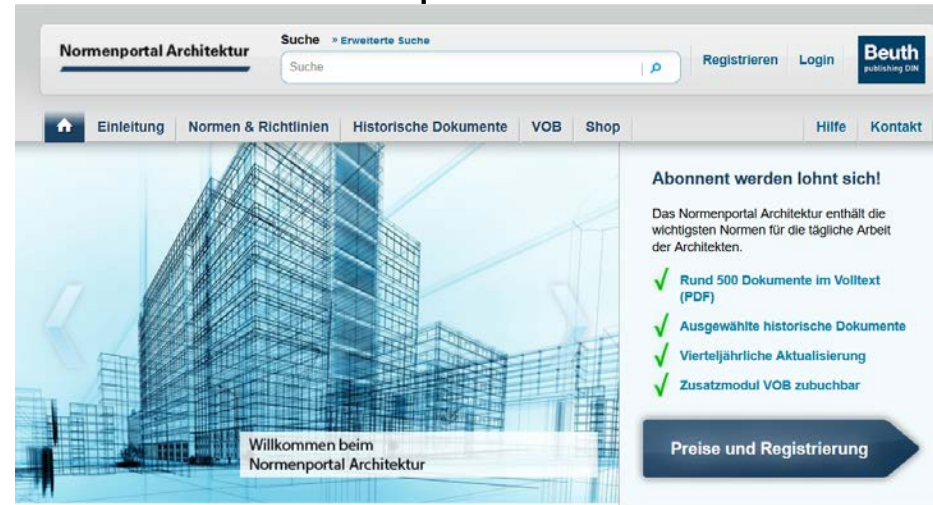 Normenportal Architektur
Suche » Erweiterte Suche
Suche
Registrieren Login
Beuth
publishing DIN
Einleitung Normen & Richtlinien Historische Dokumente VOB Shop Hilfe Kontakt
Willkommen beim
Normenportal Architektur
Abonnent werden lohnt sich!
Das Normenportal Architektur enthält die
wichtigsten Normen für die tägliche Arbeit
der Architekten.
Rund 500 Dokumente im Volltext
(PDF)
Ausgewählte historische Dokumente
Vierteljährliche Aktualisierung
Zusatzmodul VOB zubuchbar
Preise und Registrierung